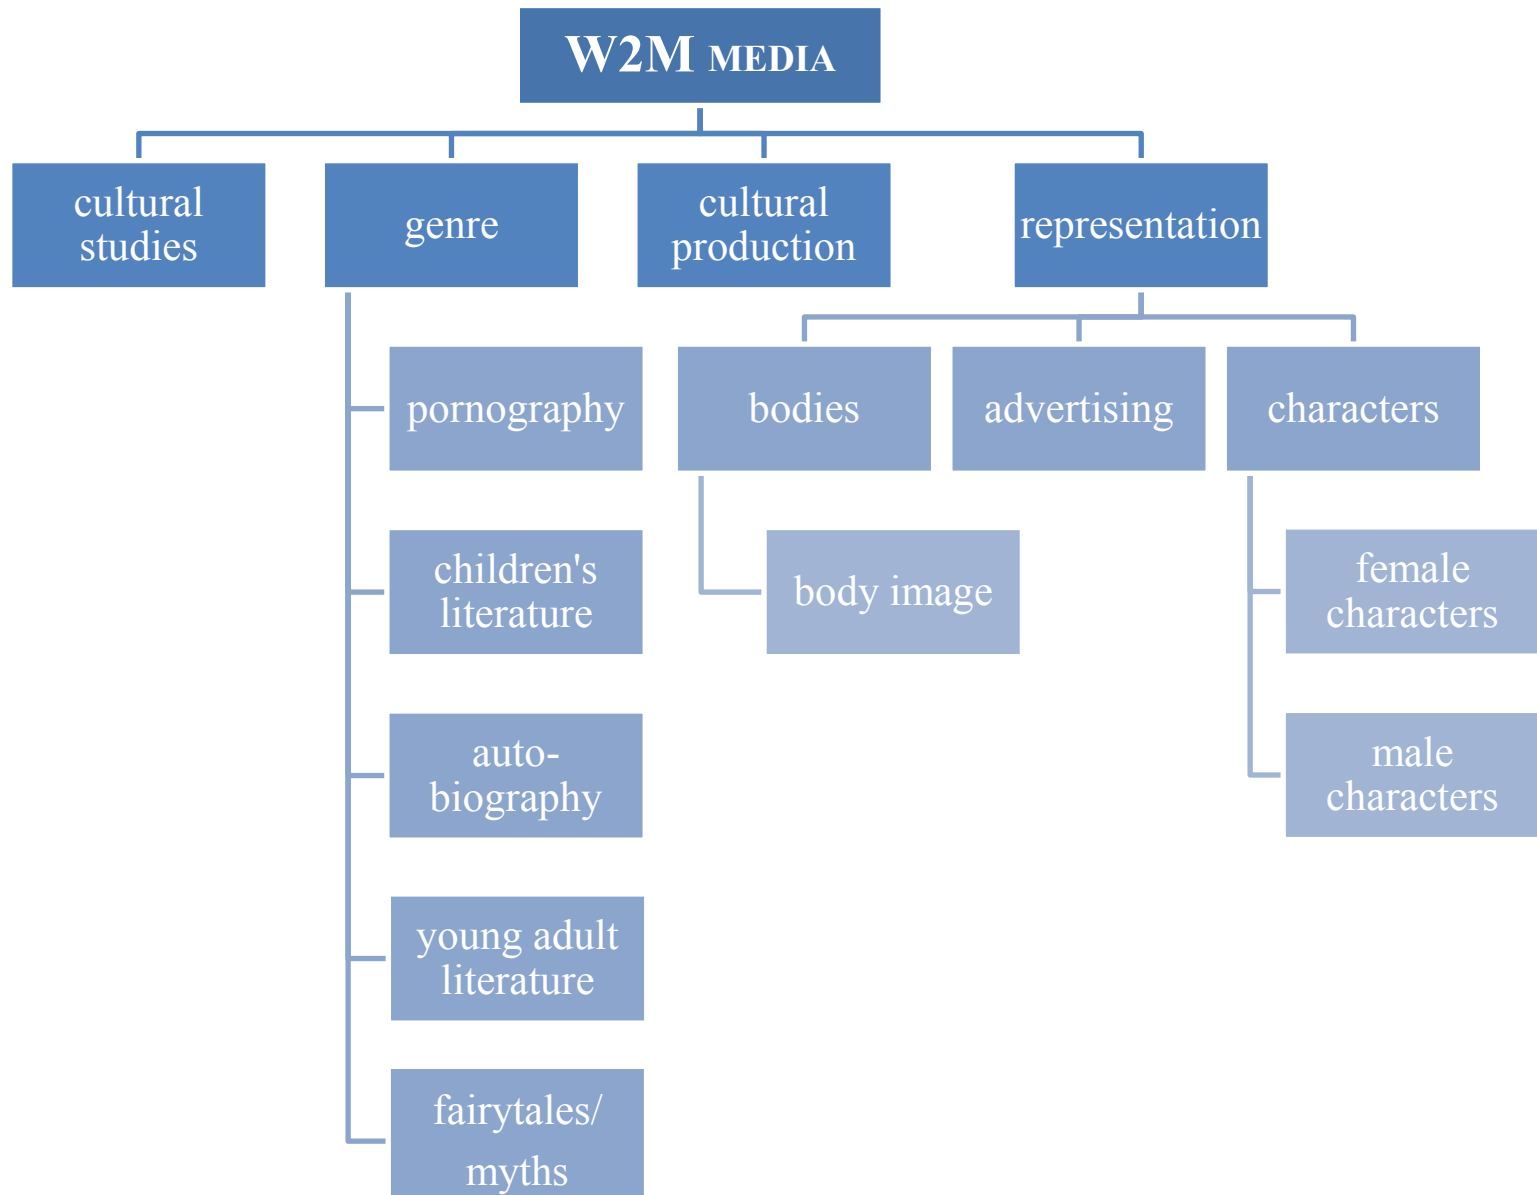 W2M MEDIA
cultural
studies
genre
cultural
production
representation
pornography
bodies
advertising
characters
children's
literature
body image
female
characters
auto-
biography
male
characters
young adult
literature
fairytales/
myths